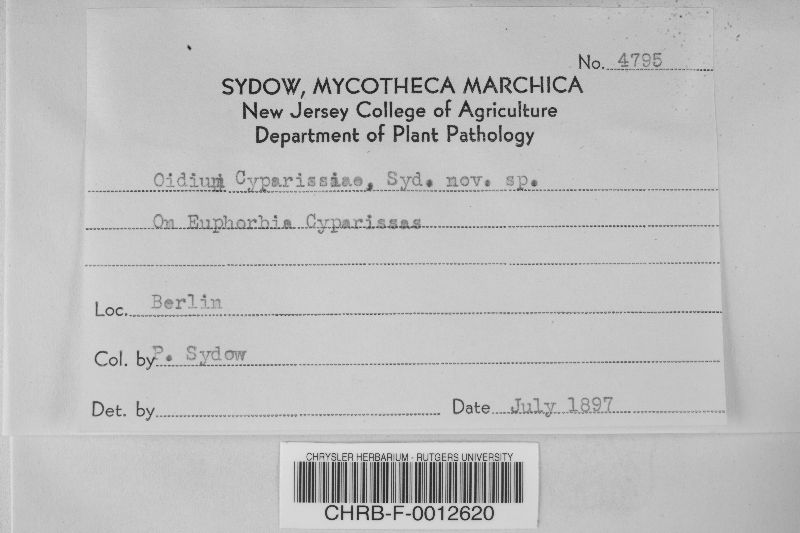 No. 4795
SYDOW, MYCOTHECA MARCHICA
New Jersey College of Agriculture
Department of Plant Pathology
Oidium Cyparissiae, Syd. nov. sp.
On Euphorbia Cyparissas
Loc. Berlin
Col. by P. Sydow
Det. by
Date July 1897
CHRYSLER HERBARIUM - RUTGERS UNIVERSITY
CHRB-F-0012620